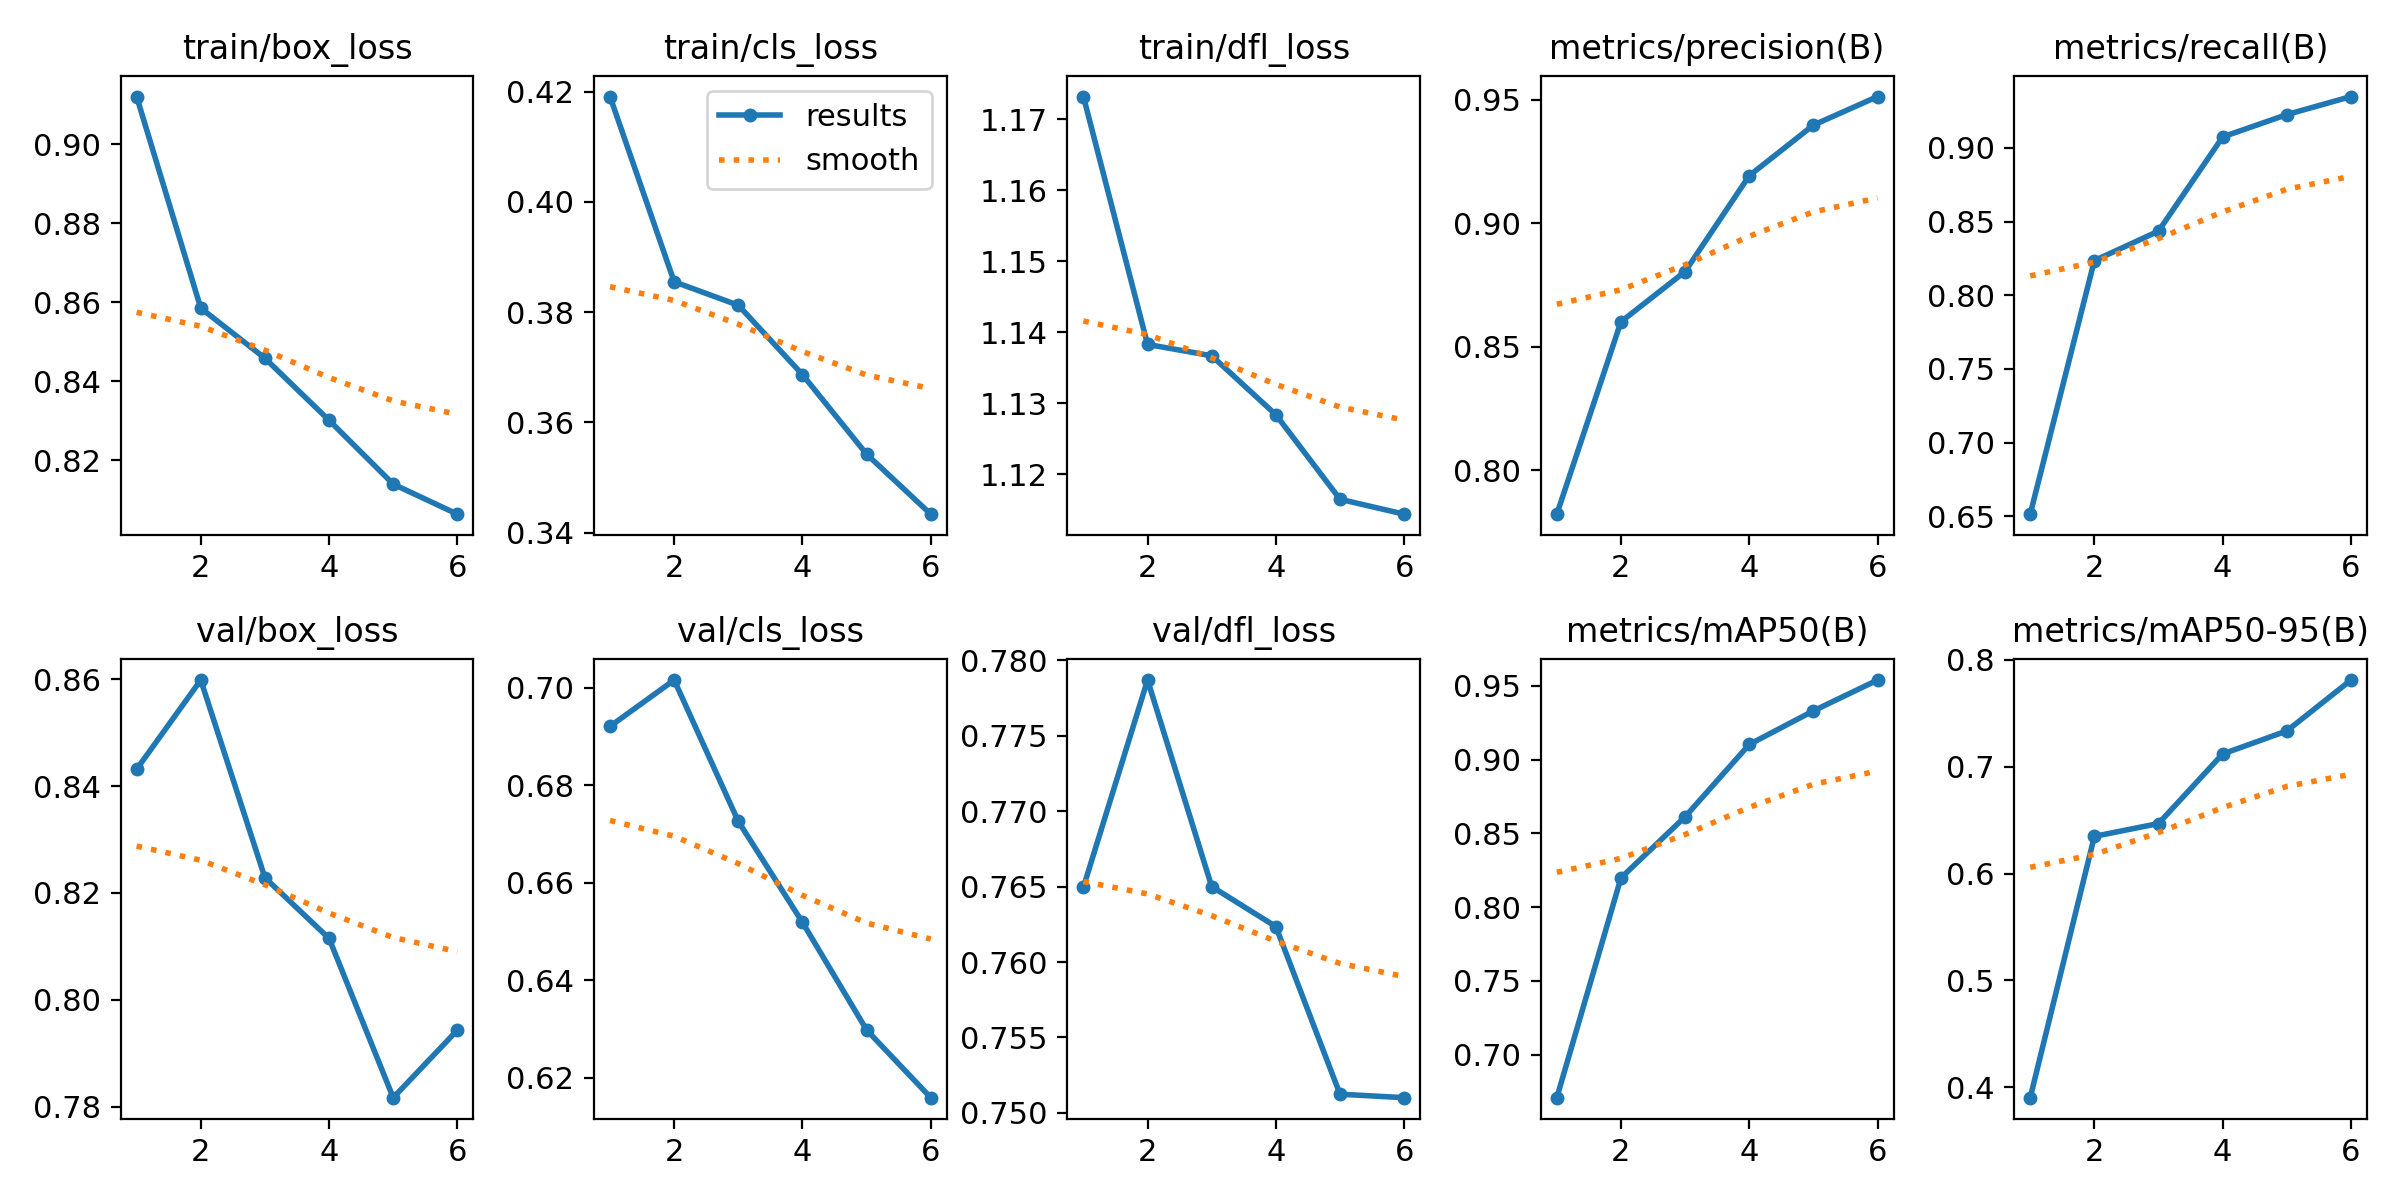 train/box_loss
0.90
0.88
0.86
0.84
0.82
2 4 6
train/cls_loss
results
smooth
0.42
0.40
0.38
0.36
0.34
2 4 6
train/dfl_loss
1.17
1.16
1.15
1.14
1.13
1.12
2 4 6
metrics/precision(B)
0.95
0.90
0.85
0.80
2 4 6
metrics/recall(B)
0.90
0.85
0.80
0.75
0.70
0.65
2 4 6
val/box_loss
0.86
0.84
0.82
0.80
0.78
2 4 6
val/cls_loss
0.70
0.68
0.66
0.64
0.62
2 4 6
val/dfl_loss
0.780
0.775
0.770
0.765
0.760
0.755
0.750
2 4 6
metrics/mAP50(B)
0.95
0.90
0.85
0.80
0.75
0.70
2 4 6
metrics/mAP50-95(B)
0.8
0.7
0.6
0.5
0.4
2 4 6